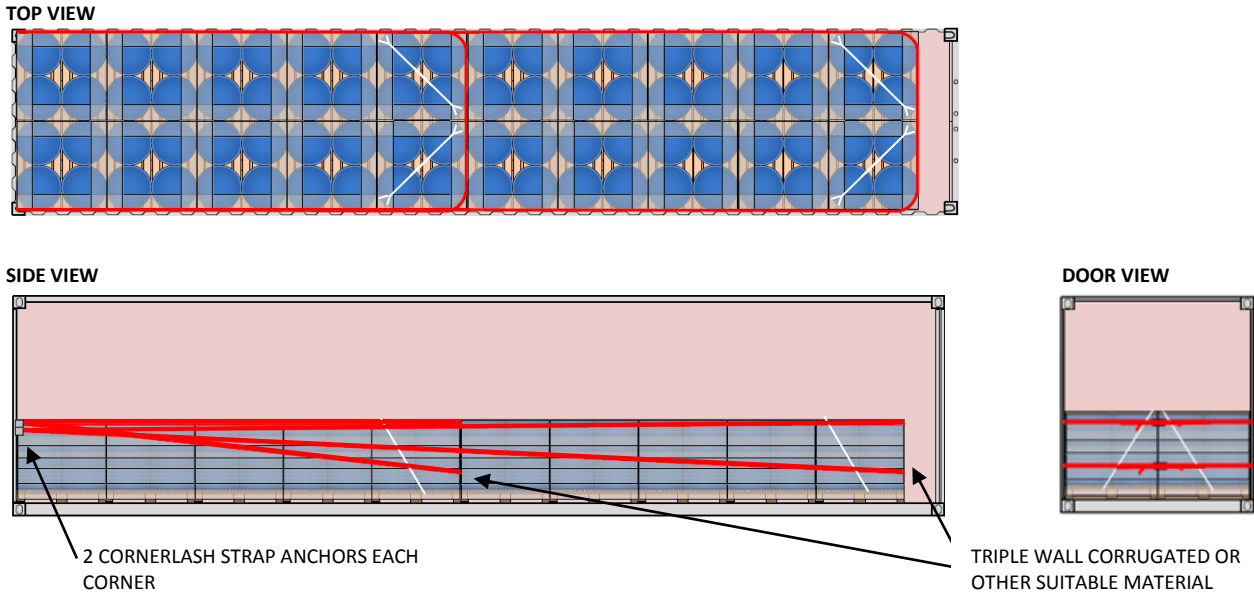 TOP VIEW
SIDE VIEW
DOOR VIEW
2 CORNERLASH STRAP ANCHORS EACH
CORNER
TRIPLE WALL CORRUGATED OR
OTHER SUITABLE MATERIAL